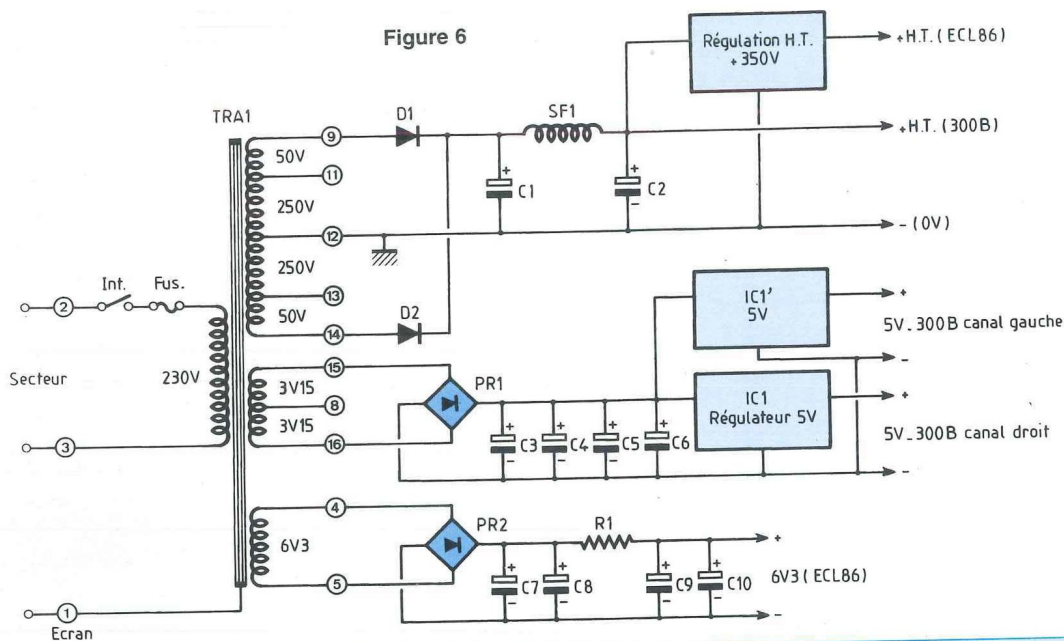 Figure 6
TRA1
D1
SF1
Régulation H.T.
+350V
+H.T.(ECL86)
+H.T.(300B)
9
50V
11
250V
12
250V
13
50V
14
D2
C1
+
C2
+
-
-(0V)
Int.
Fus.
2
230V
Secteur
3
15
3V15
8
3V15
16
PR1
+
C3
-
+
C4
-
+
C5
-
+
C6
-
IC1'
5V
IC1
Régulateur 5V
+
5V_300B canal gauche
-
+
5V_300B canal droit
-
4
6V3
5
PR2
R1
+
C7
-
+
C8
-
+
C9
-
+
C10
-
+
6V3(ECL86)
-
1
Ecran